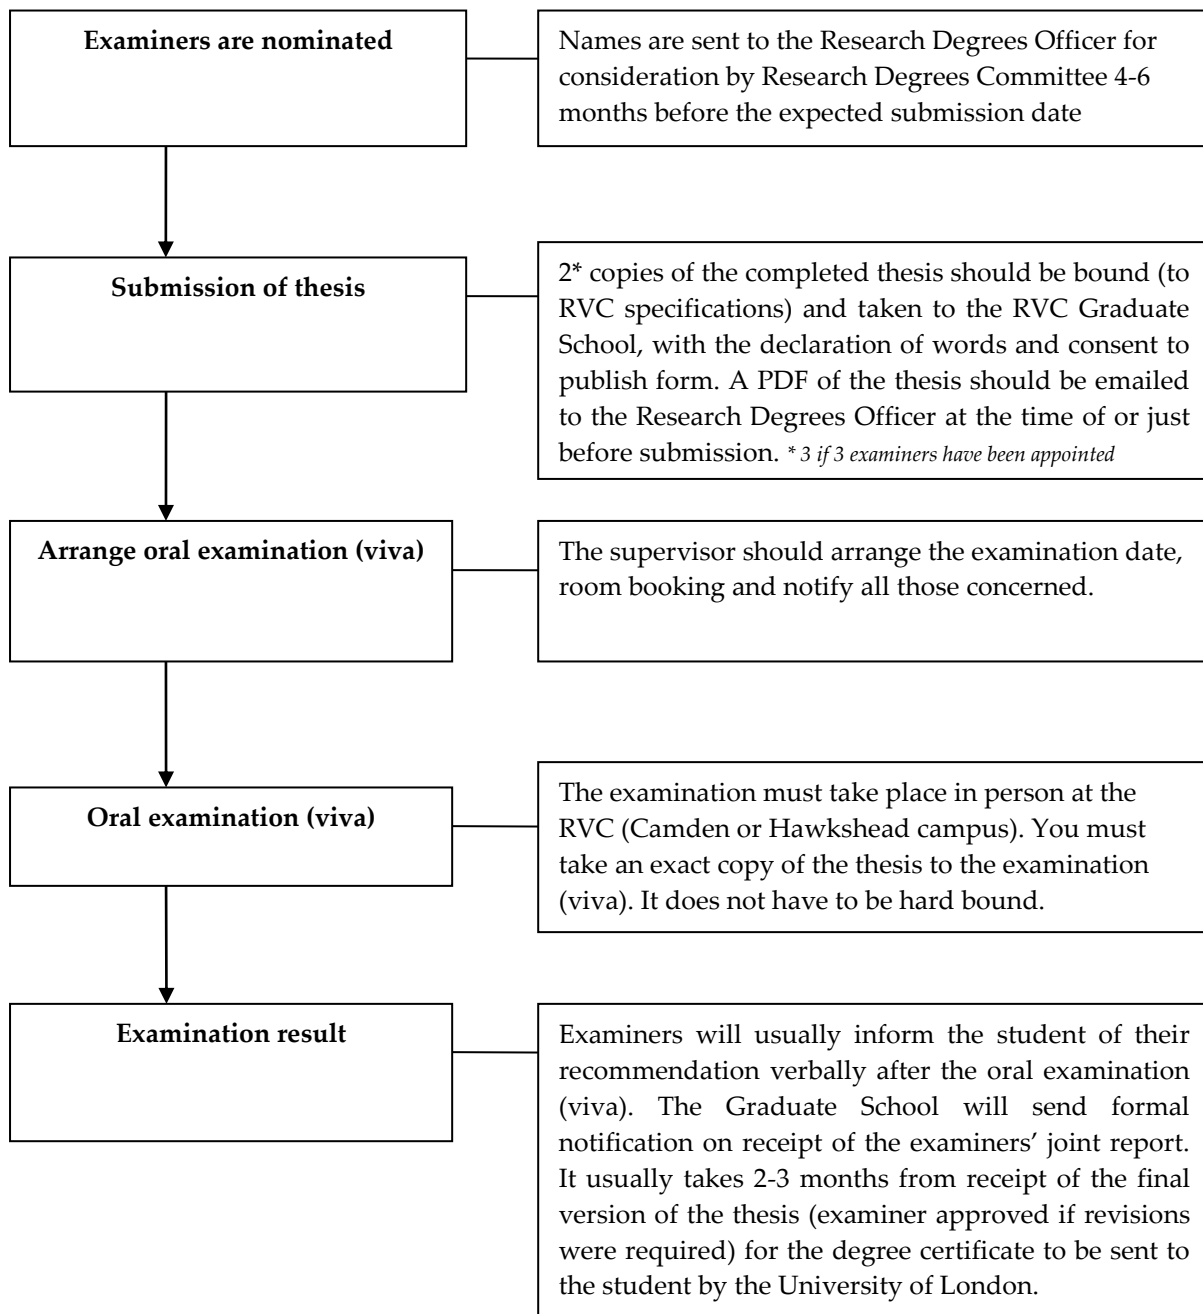 Examiners are nominated
Names are sent to the Research Degrees Officer for
consideration by Research Degrees Committee 4-6
months before the expected submission date
Submission of thesis
2* copies of the completed thesis should be bound (to
RVC specifications) and taken to the RVC Graduate
School, with the declaration of words and consent to
publish form. A PDF of the thesis should be emailed
to the Research Degrees Officer at the time of or just
before submission. * 3 if 3 examiners have been appointed
Arrange oral examination (viva)
The supervisor should arrange the examination date,
room booking and notify all those concerned.
Oral examination (viva)
The examination must take place in person at the
RVC (Camden or Hawkshead campus). You must
take an exact copy of the thesis to the examination
(viva). It does not have to be hard bound.
Examination result
Examiners will usually inform the student of their
recommendation verbally after the oral examination
(viva). The Graduate School will send formal
notification on receipt of the examiners’ joint report.
It usually takes 2-3 months from receipt of the final
version of the thesis (examiner approved if revisions
were required) for the degree certificate to be sent to
the student by the University of London.